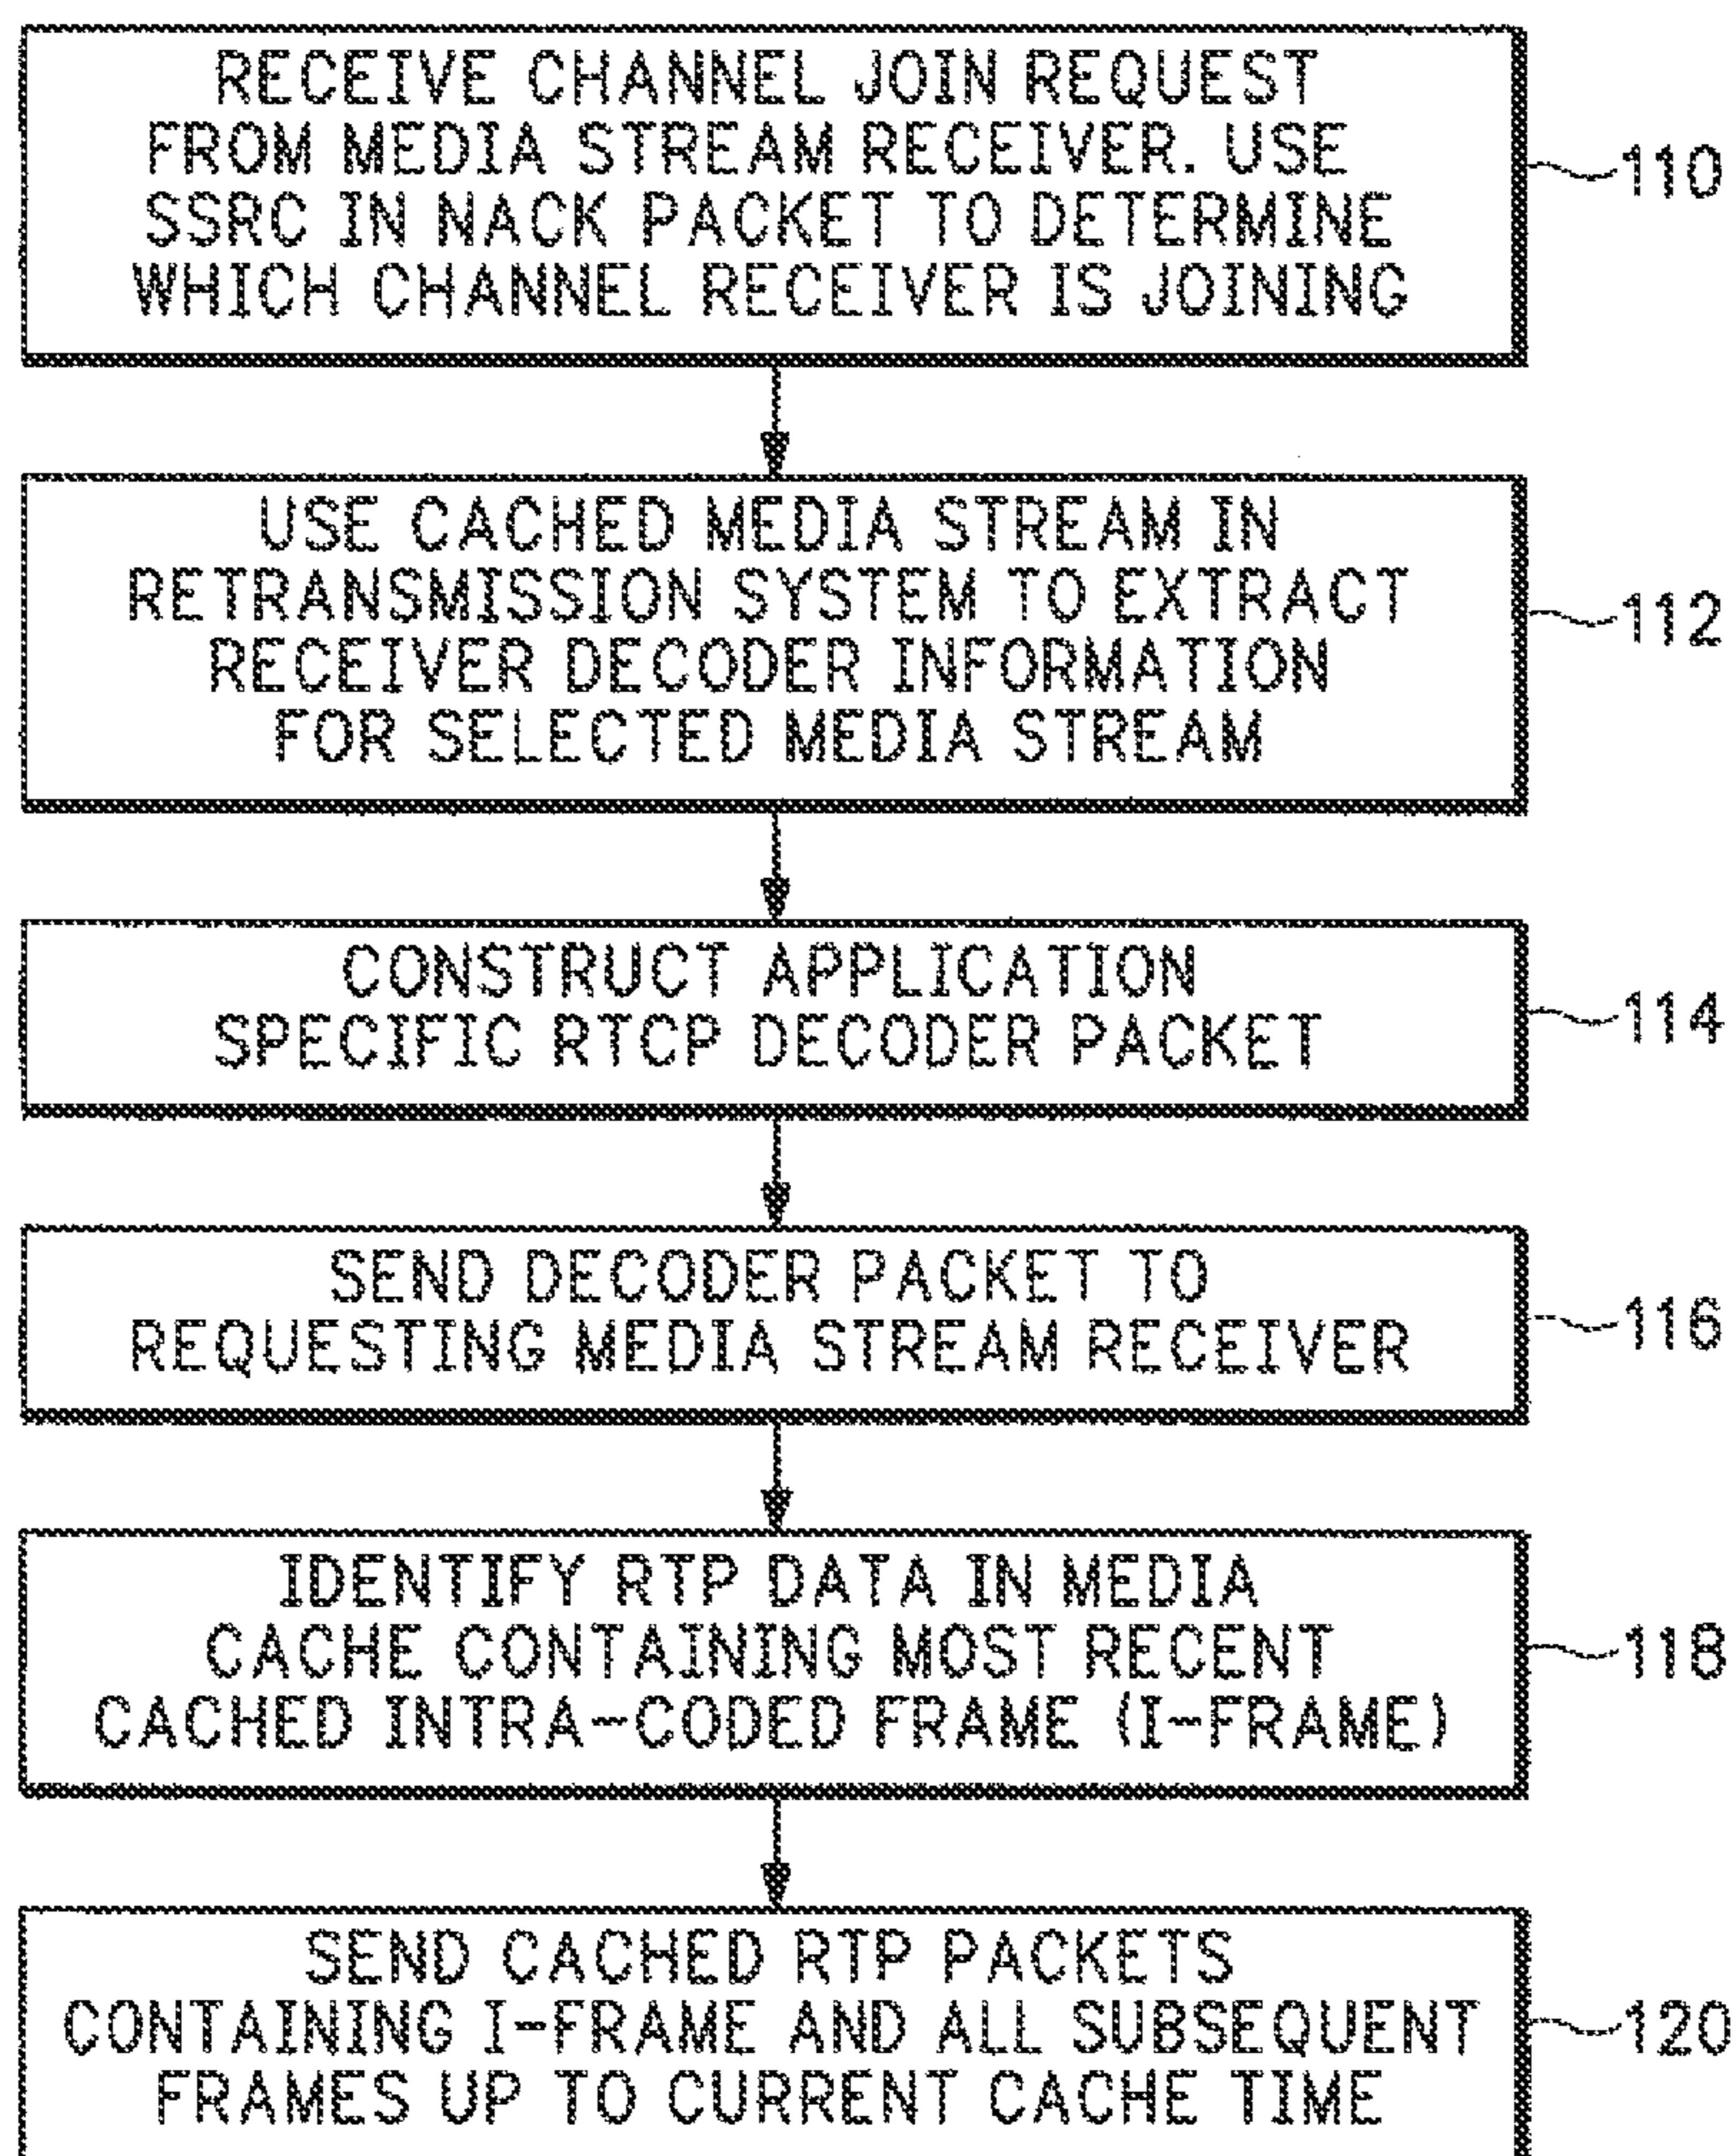 RECEIVE CHANNEL JOIN REQUEST
FROM MEDIA STREAM RECEIVER. USE
SSRC IN NACK PACKET TO DETERMINE
WHICH CHANNEL RECEIVER IS JOINING
110
USE CACHED MEDIA STREAM IN
RETRANSMISSION SYSTEM TO EXTRACT
RECEIVER DECODER INFORMATION
FOR SELECTED MEDIA STREAM
112
CONSTRUCT APPLICATION
SPECIFIC RTCP DECODER PACKET
114
SEND DECODER PACKET TO
REQUESTING MEDIA STREAM RECEIVER
116
IDENTIFY RTP DATA IN MEDIA
CACHE CONTAINING MOST RECENT
CACHED INTRA-CODED FRAME (I-FRAME)
118
SEND CACHED RTP PACKETS
CONTAINING I-FRAME AND ALL SUBSEQUENT
FRAMES UP TO CURRENT CACHE TIME
120